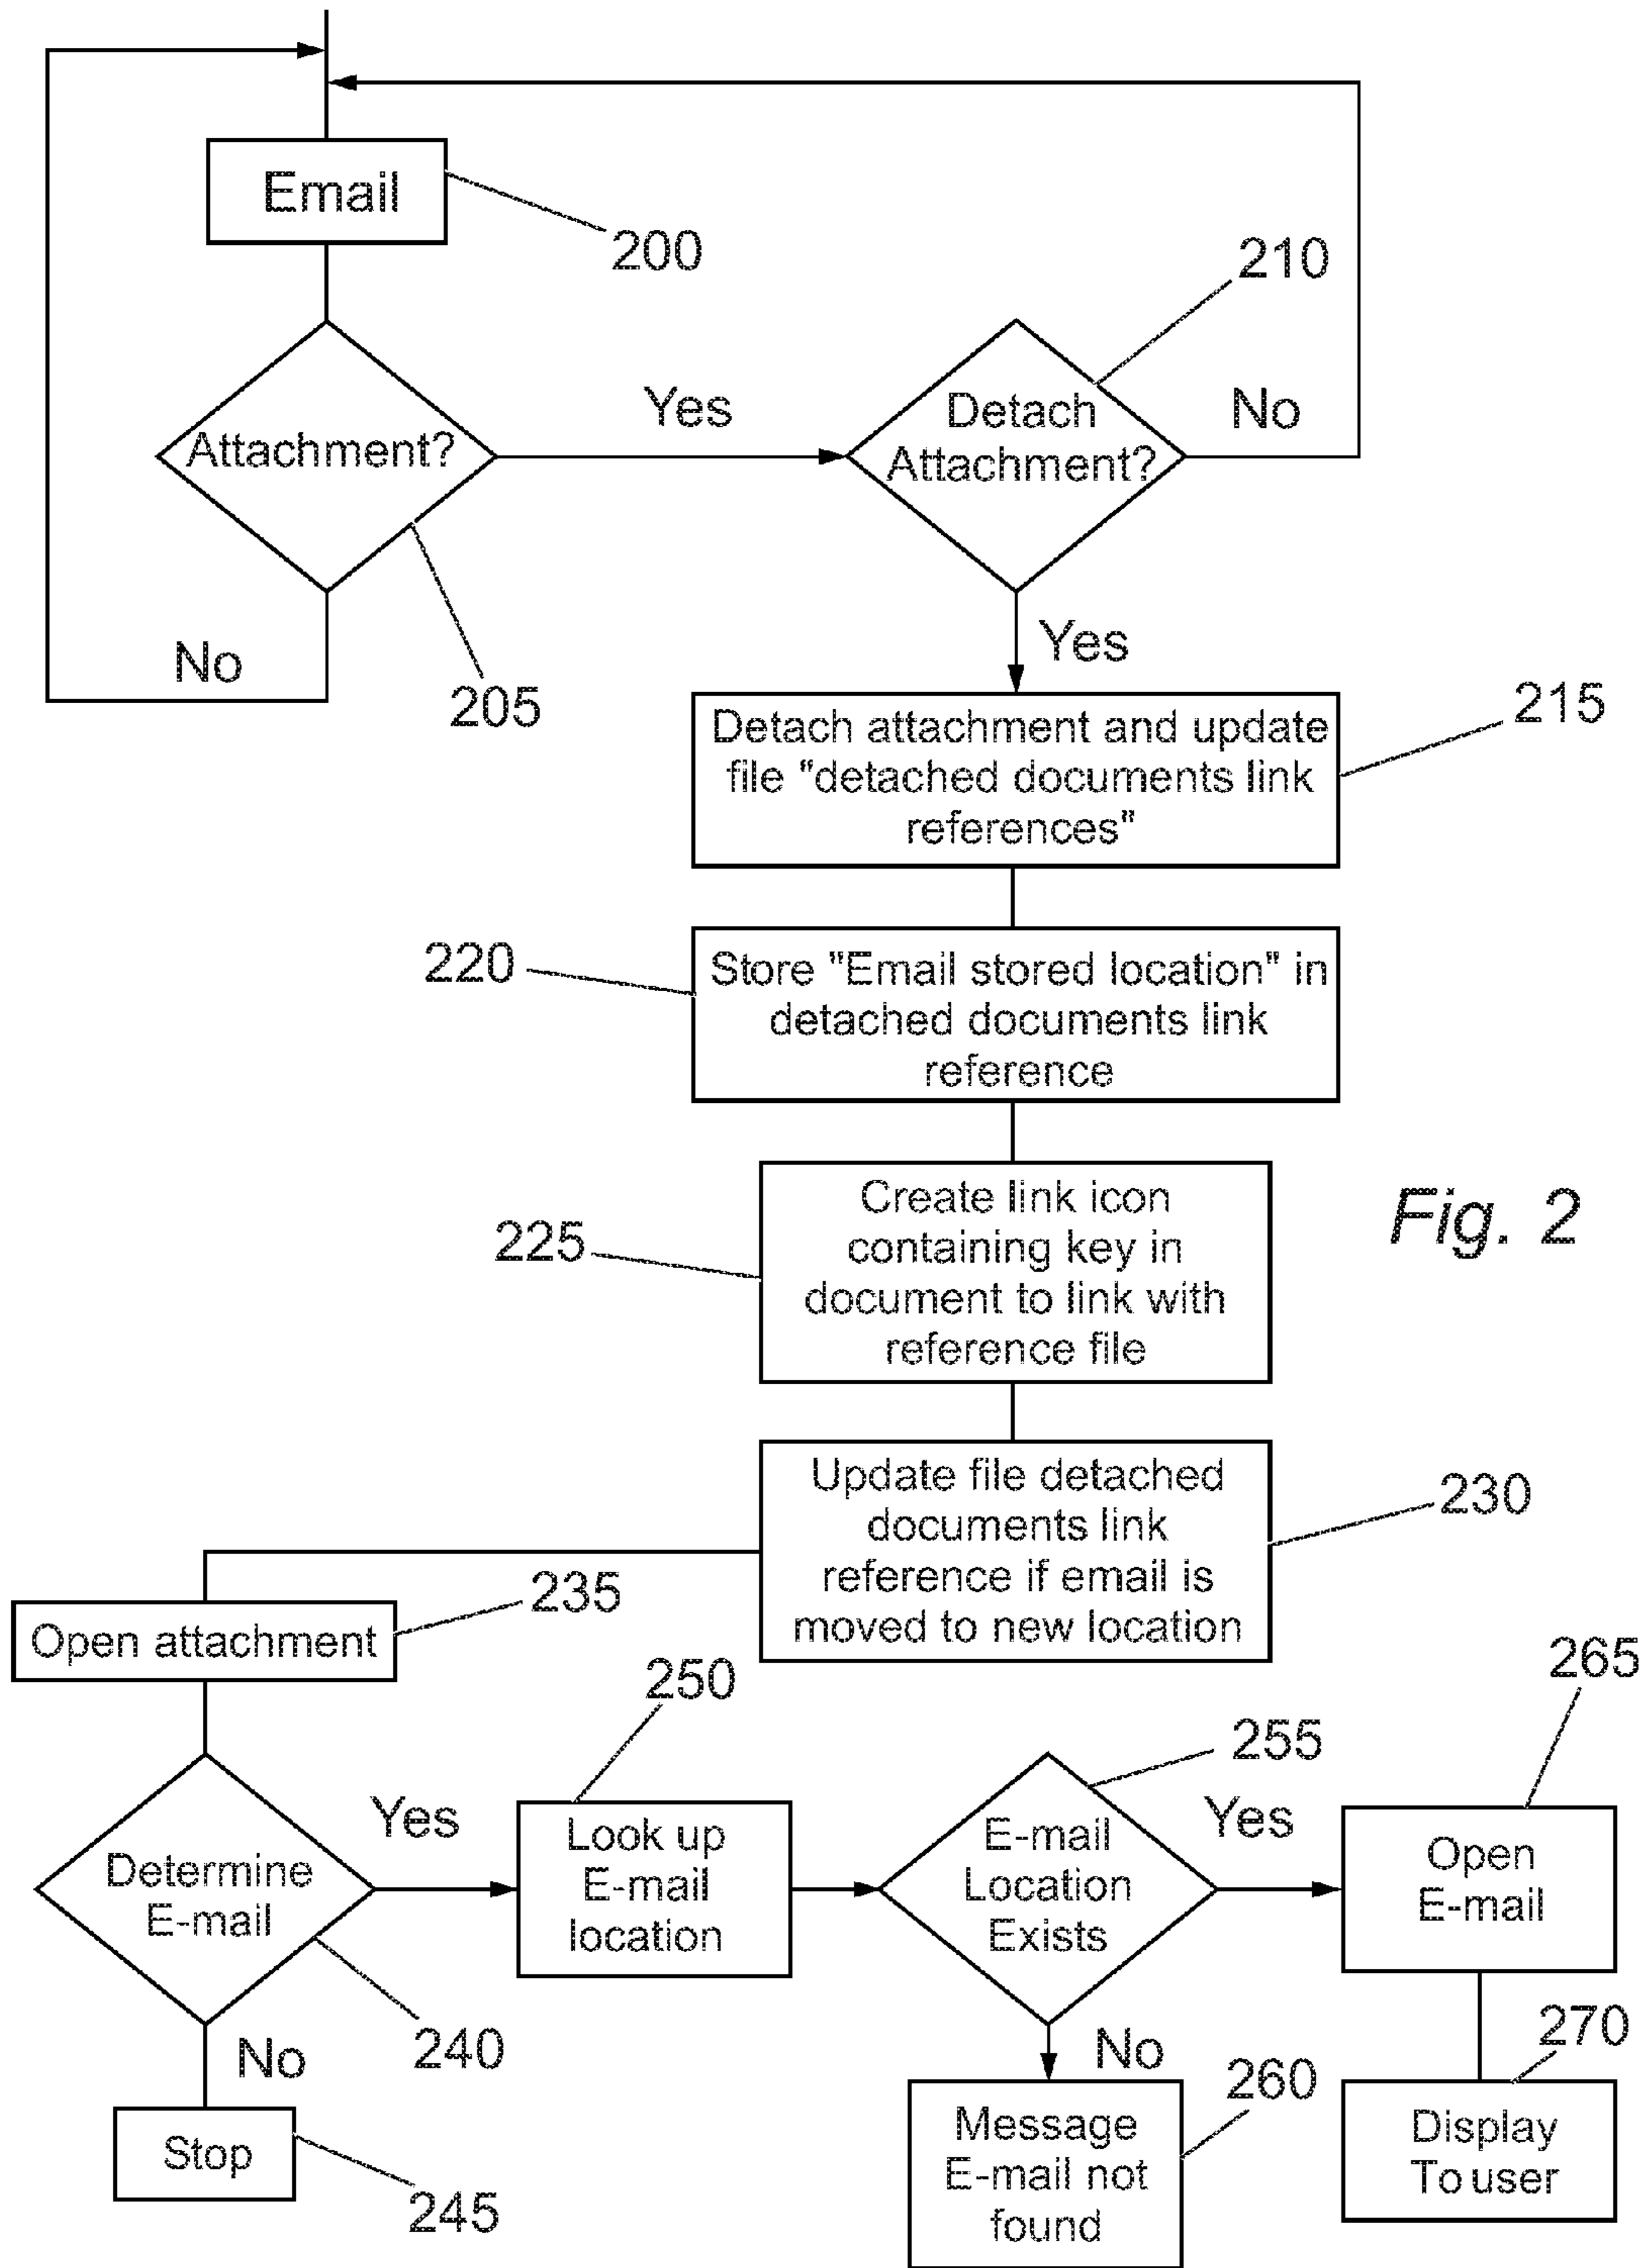 Email
200
210
Attachment?
Yes
Detach
Attachment?
No
No
205
Yes
215
Detach attachment and update
file "detached documents link
references"
220
Store "Email stored location" in
detached documents link
reference
225
Create link icon
containing key in
document to link with
reference file
Fig. 2
230
Update file detached
documents link
reference if email is
moved to new location
235
Open attachment
250
265
255
Determine
E-mail
Yes
Look up
E-mail
location
E-mail
Location
Exists
Yes
Open
E-mail
No
240
No
270
260
Stop
245
Message
E-mail not
found
Display
To user